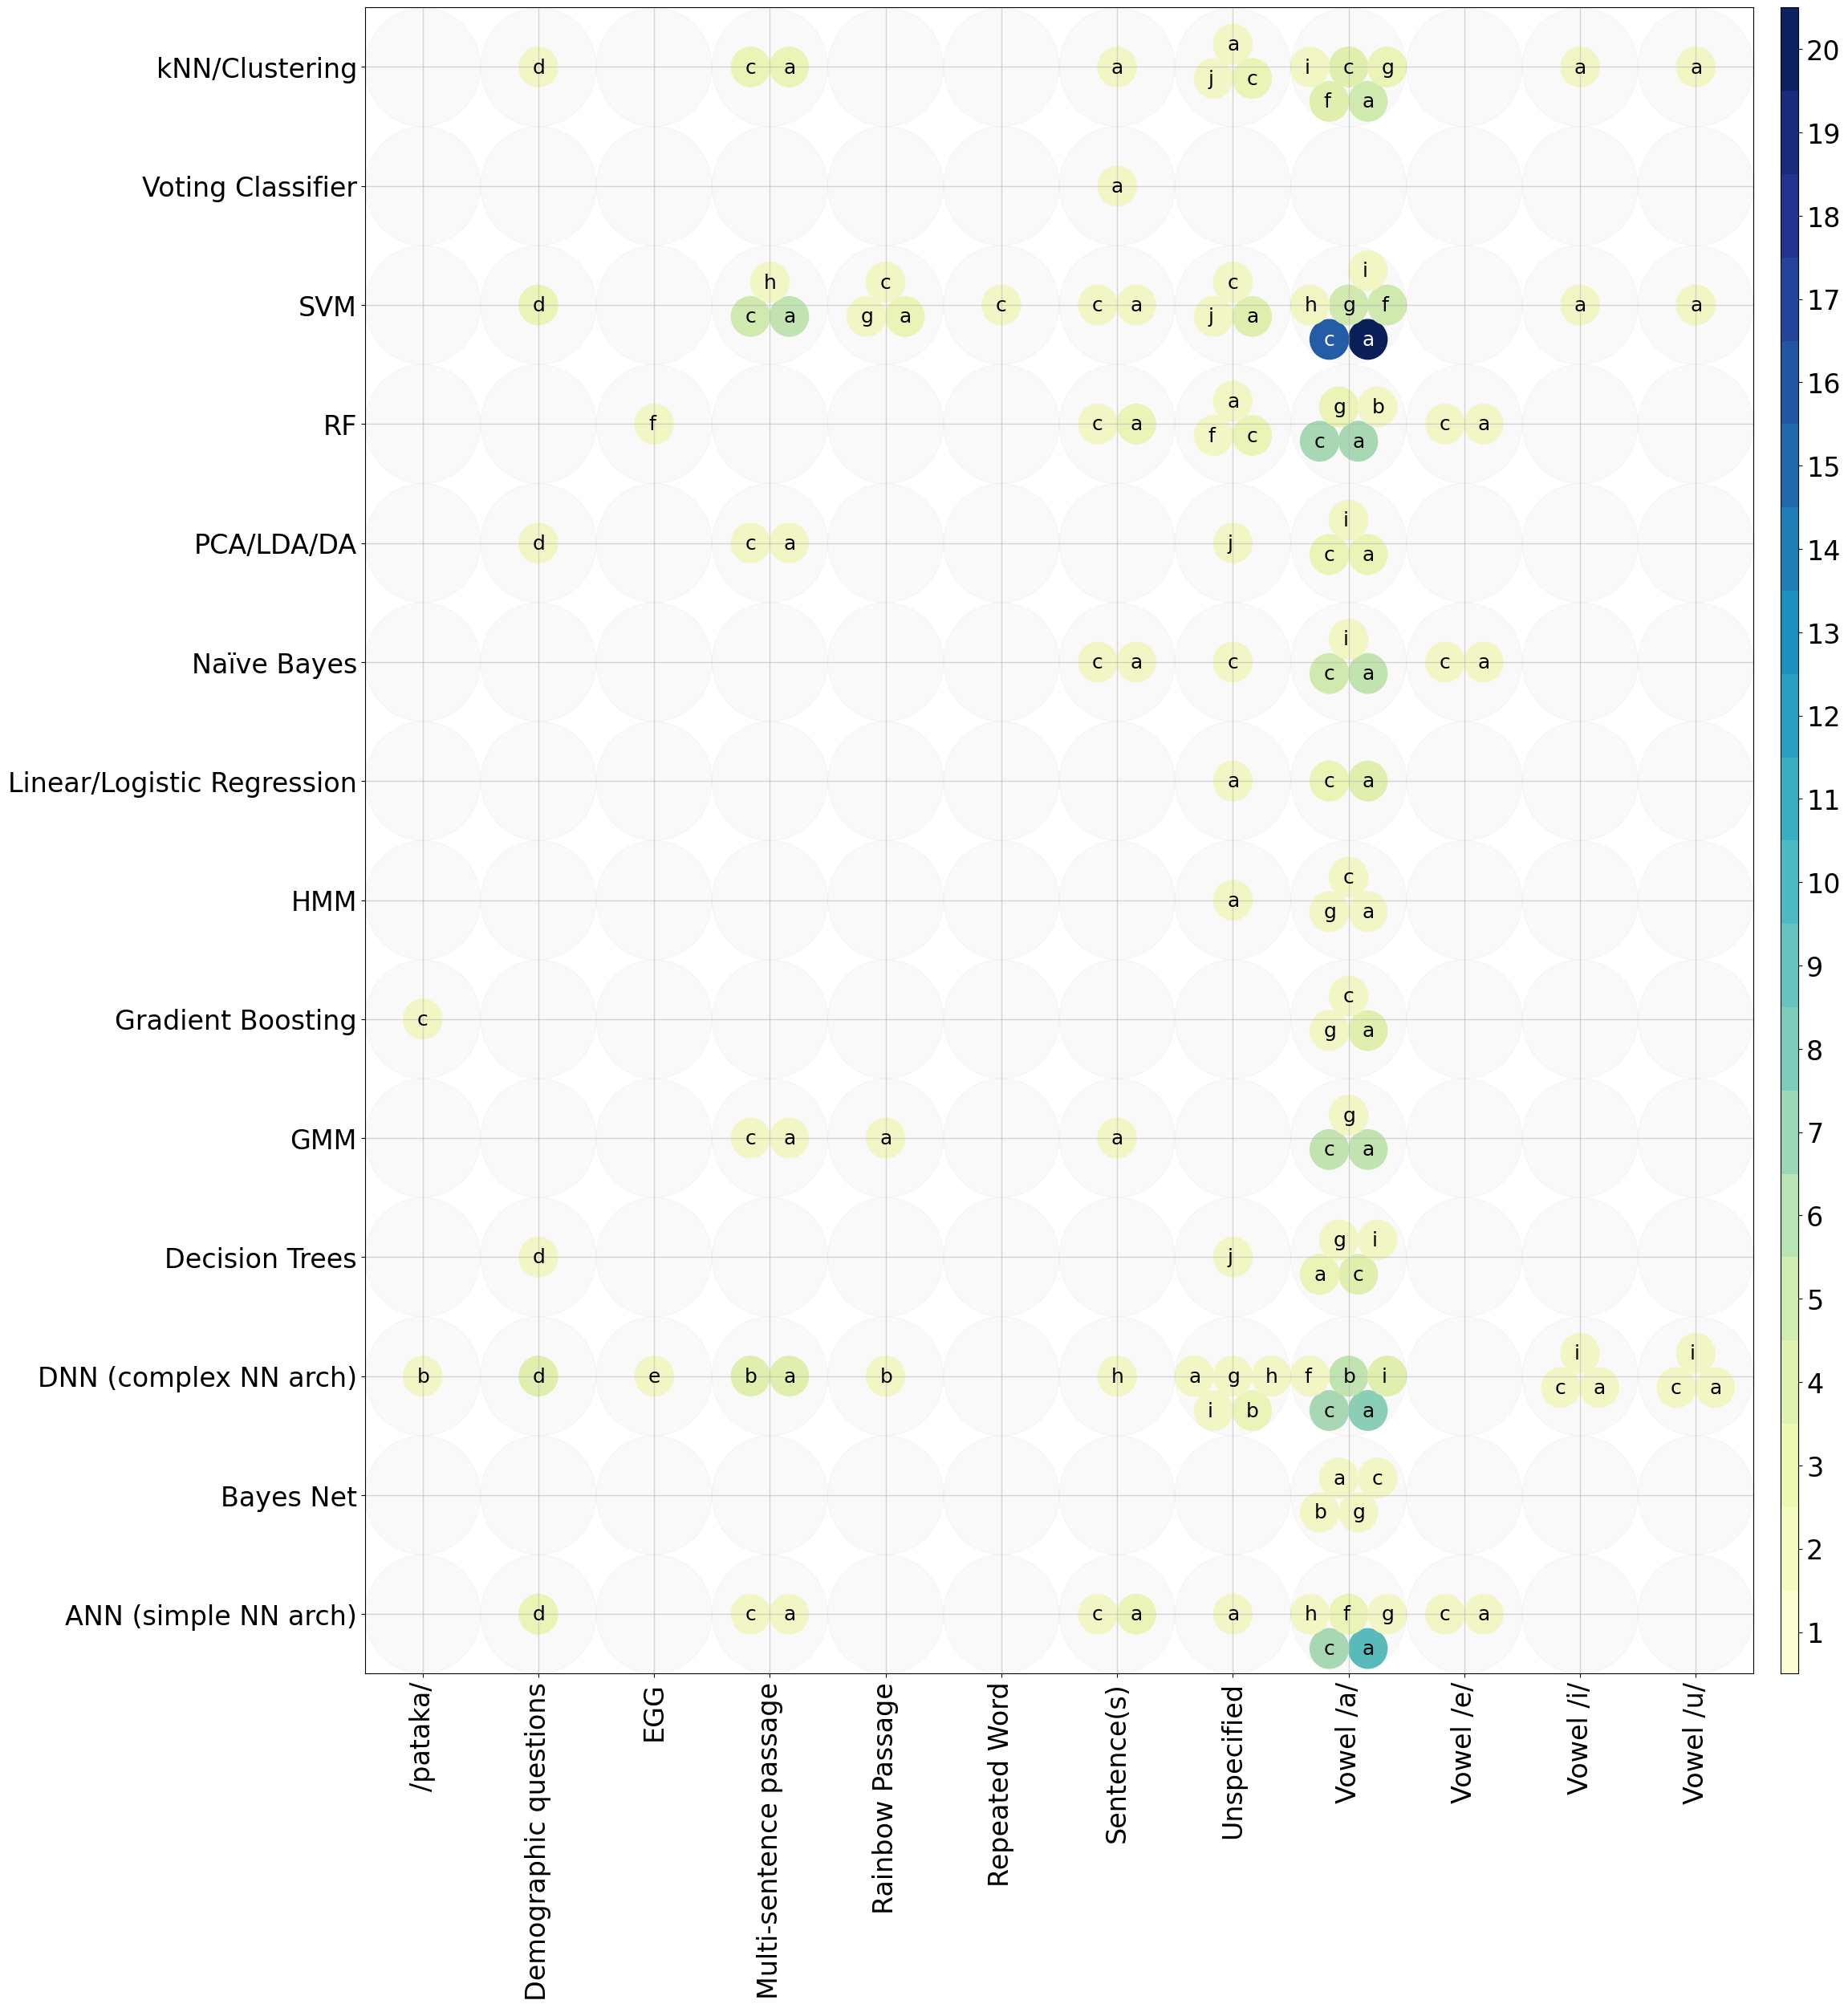 a
20
kNN/Clustering d c a a i c g a a
j c
f a
19
Voting Classifier a
18
h c c i
17
SVM d c c a h g f a a
c a g a j a
c a
16
a g b
RF f c a c a
f c c a
15
i
14
PCA/LDA/DA d c a j
c a
13
i
Naïve Bayes c a c c a
c a
12
Linear/Logistic Regression a c a
11
c
10
HMM a
g a
9
c
Gradient Boosting c
g a
8
g
7
GMM c a a a
c a
6
g i
Decision Trees d j
a c
5
i i
4
DNN (complex NN arch) b d e b a b h a g h f b i
c a c a
i b c a
3
a c
Bayes Net
b g
2
ANN (simple NN arch) d c a c a a h f g c a
1
c a
/pataka/
Demographic questions
EGG
Multi-sentence passage
Rainbow Passage
Repeated Word
Sentence(s)
Unspecified
Vowel /a/
Vowel /e/
Vowel /i/
Vowel /u/